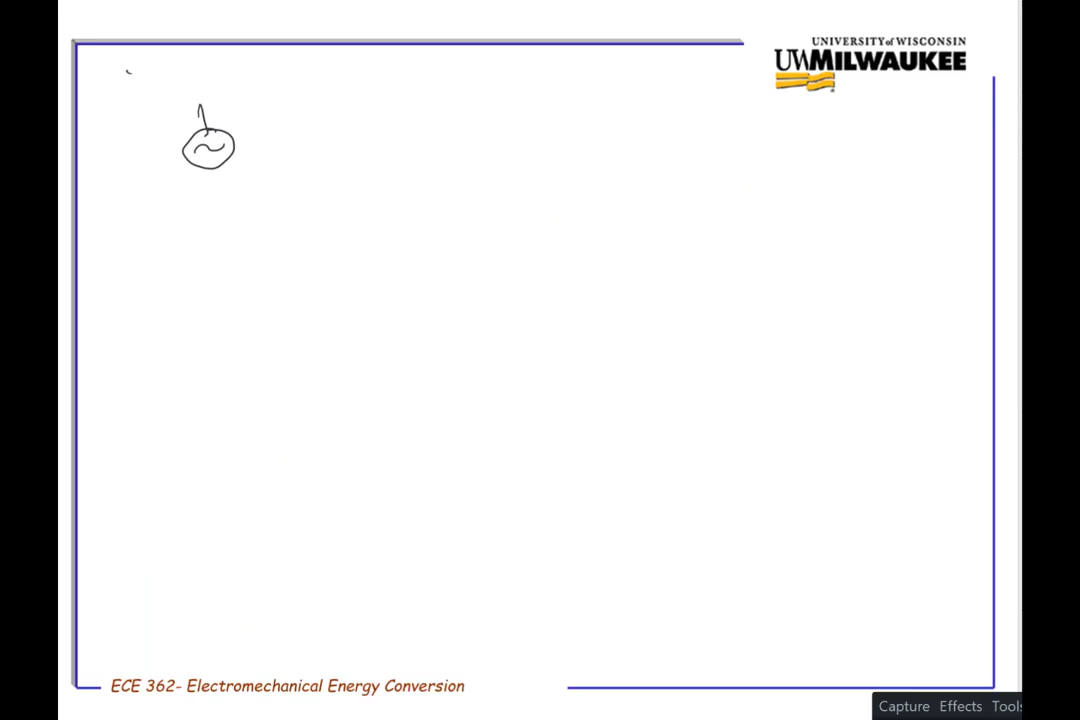 UNIVERSITY of WISCONSIN
UWMILWAUKEE
ECE 362- Electromechanical Energy Conversion
Capture Effects Tools